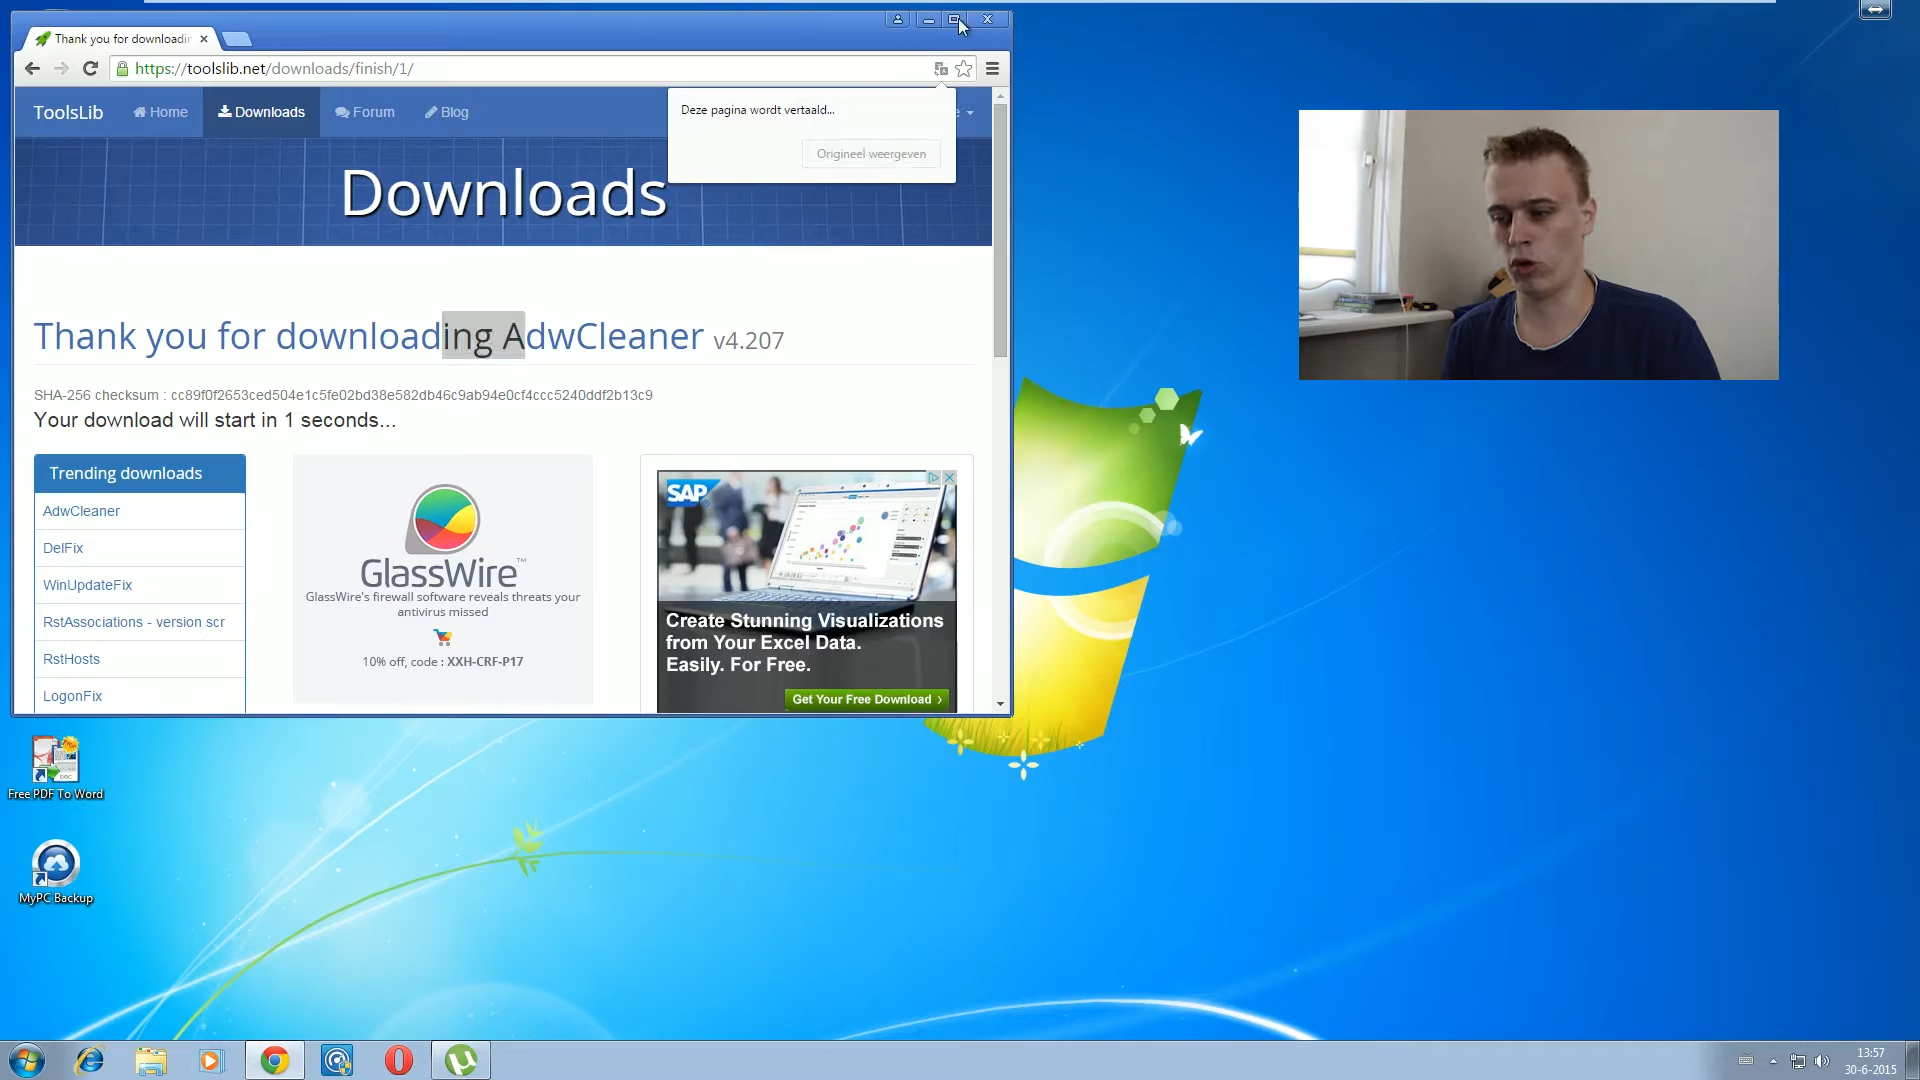 Thank you for downloadin
https://toolslib.net/downloads/finish/1/
ToolsLib
Home
Downloads
Forum
Blog
Deze pagina wordt vertaald...
Origineel weergeven
Downloads
Thank you for downloading AdwCleaner v4.207
SHA-256 checksum : cc89f0f2653ced504e1c5fe02bd38e582db46c9ab94e0cf4ccc5240ddf2b13c9
Your download will start in 1 seconds...
Trending downloads
AdwCleaner
DelFix
WinUpdateFix
RstAssociations - version scr
RstHosts
LogonFix
GlassWire™
GlassWire's firewall software reveals threats your
antivirus missed
10% off, code : XXH-CRF-P17
SAP
Create Stunning Visualizations
from Your Excel Data.
Easily. For Free.
Get Your Free Download ›
Free PDF To Word
MyPC Backup
13:57
30-6-2015